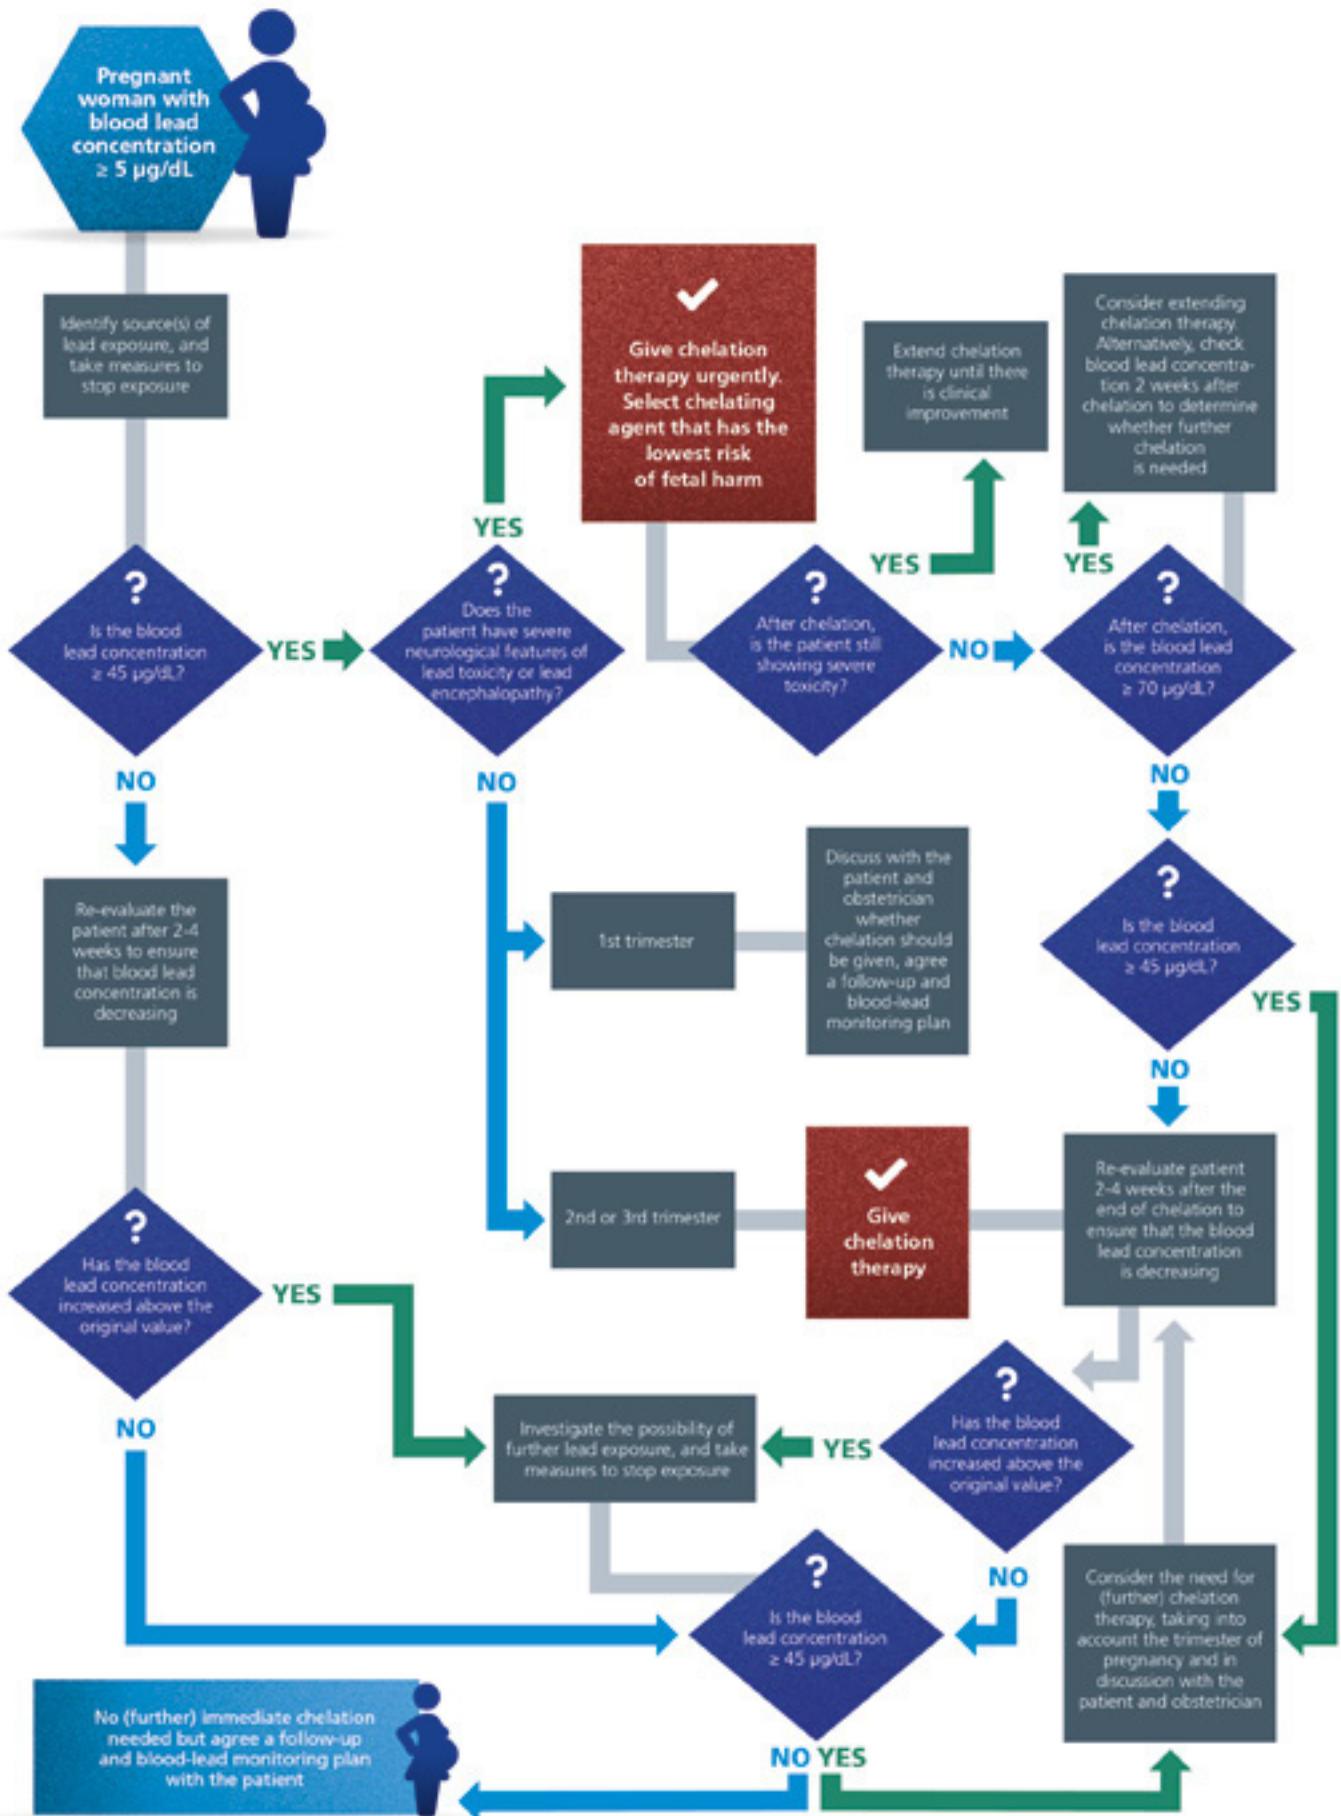 Pregnant
woman with
blood lead
concentration
≥ 5 µg/dL
Identify source(s) of
lead exposure, and
take measures to
stop exposure
?
Is the blood
lead concentration
≥ 45 µg/dL?
YES
NO
?
Does the
patient have severe
neurological features of
lead toxicity or lead
encephalopathy?
YES
NO
Give chelation
therapy urgently.
Select chelating
agent that has the
lowest risk
of fetal harm
?
After chelation,
is the patient still
showing severe
toxicity?
YES
NO
Extend chelation
therapy until there
is clinical
improvement
Consider extending
chelation therapy.
Alternatively, check
blood lead concentra-
tion 2 weeks after
chelation to determine
whether further
chelation
is needed
YES
?
After chelation,
is the blood lead
concentration
≥ 70 µg/dL?
NO
Re-evaluate the
patient after 2-4
weeks to ensure
that blood lead
concentration is
decreasing
1st trimester
Discuss with the
patient and
obstetrician
whether
chelation should
be given, agree
a follow-up and
blood-lead
monitoring plan
?
Is the blood
lead concentration
≥ 45 µg/dL?
YES
NO
2nd or 3rd trimester
Give
chelation
therapy
Re-evaluate patient
2-4 weeks after the
end of chelation to
ensure that the blood
lead concentration
is decreasing
?
Has the blood
lead concentration
increased above the
original value?
YES
NO
Investigate the possibility of
further lead exposure, and take
measures to stop exposure
YES
?
Has the blood
lead concentration
increased above the
original value?
NO
?
Is the blood
lead concentration
≥ 45 µg/dL?
NO YES
Consider the need for
(further) chelation
therapy, taking into
account the trimester of
pregnancy and in
discussion with the
patient and obstetrician
No (further) immediate chelation
needed but agree a follow-up
and blood-lead monitoring plan
with the patient